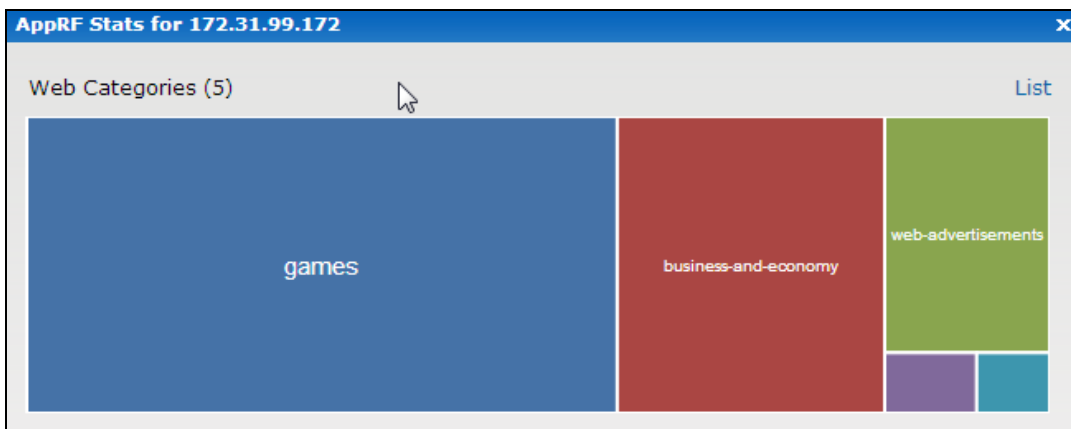 AppRF Stats for 172.31.99.172 x
Web Categories (5) List
games
business-and-economy
web-advertisements